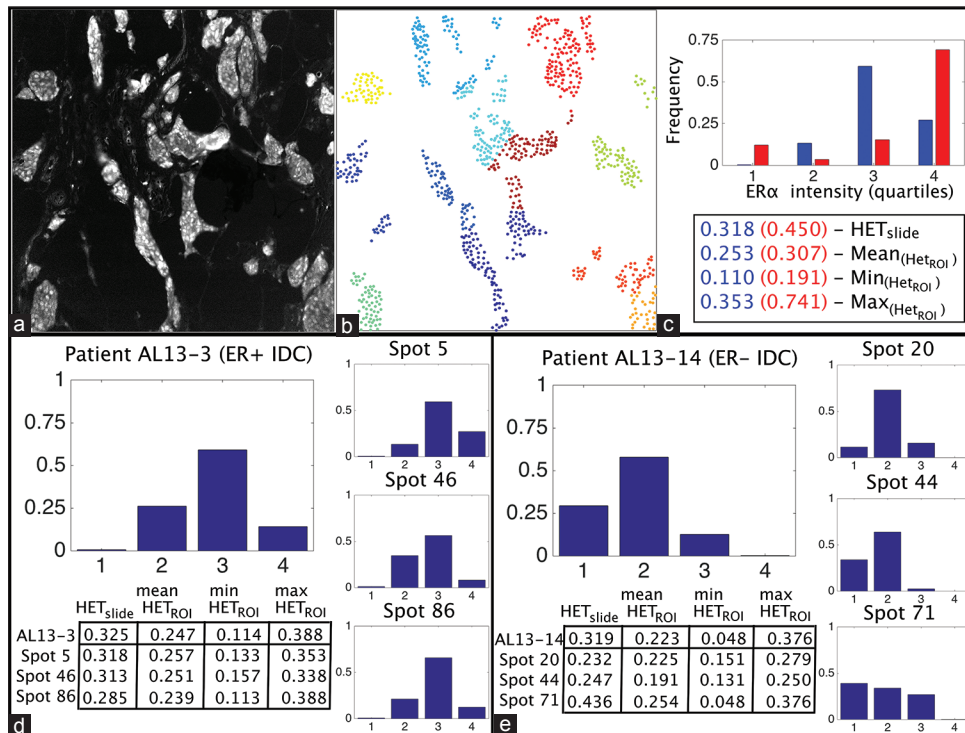 a
b
0.75
0.5
0.25
0
Frequency
1 2 3 4
ERα intensity (quartiles)
0.318 (0.450) – HETslide
0.253 (0.307) – Mean(HetROI)
0.110 (0.191) – Min(HetROI)
0.353 (0.741) – Max(HetROI)
c
Patient AL13–3 (ER+ IDC)
1
0.75
0.5
0.25
0
1 2 3 4
HETslide mean HETROI min HETROI max HETROI
AL13–3 0.325 0.247 0.114 0.388
Spot 5 0.318 0.257 0.133 0.353
Spot 46 0.313 0.251 0.157 0.338
Spot 86 0.285 0.239 0.113 0.388
d
Spot 5
1
0.5
0
1 2 3 4
Spot 46
1
0.5
0
1 2 3 4
Spot 86
1
0.5
0
1 2 3 4
Patient AL13–14 (ER– IDC)
1
0.75
0.5
0.25
0
1 2 3 4
HETslide mean HETROI min HETROI max HETROI
AL13–14 0.319 0.223 0.048 0.376
Spot 20 0.232 0.225 0.151 0.279
Spot 44 0.247 0.191 0.131 0.250
Spot 71 0.436 0.254 0.048 0.376
e
Spot 20
1
0.5
0
1 2 3 4
Spot 44
1
0.5
0
1 2 3 4
Spot 71
1
0.5
0
1 2 3 4